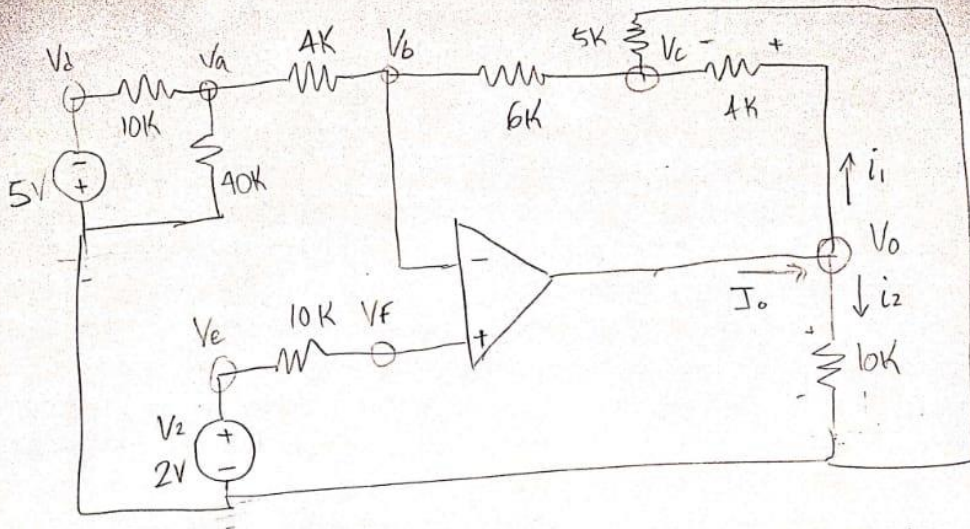 Vd
10K
Va
4K
Vb
6K
5K
Vc
-
+
4K
5V
-
+
40K
i1
Vo
Io
i2
+
10K
-
-
+
Ve
10K
Vf
V2
2V
+
-